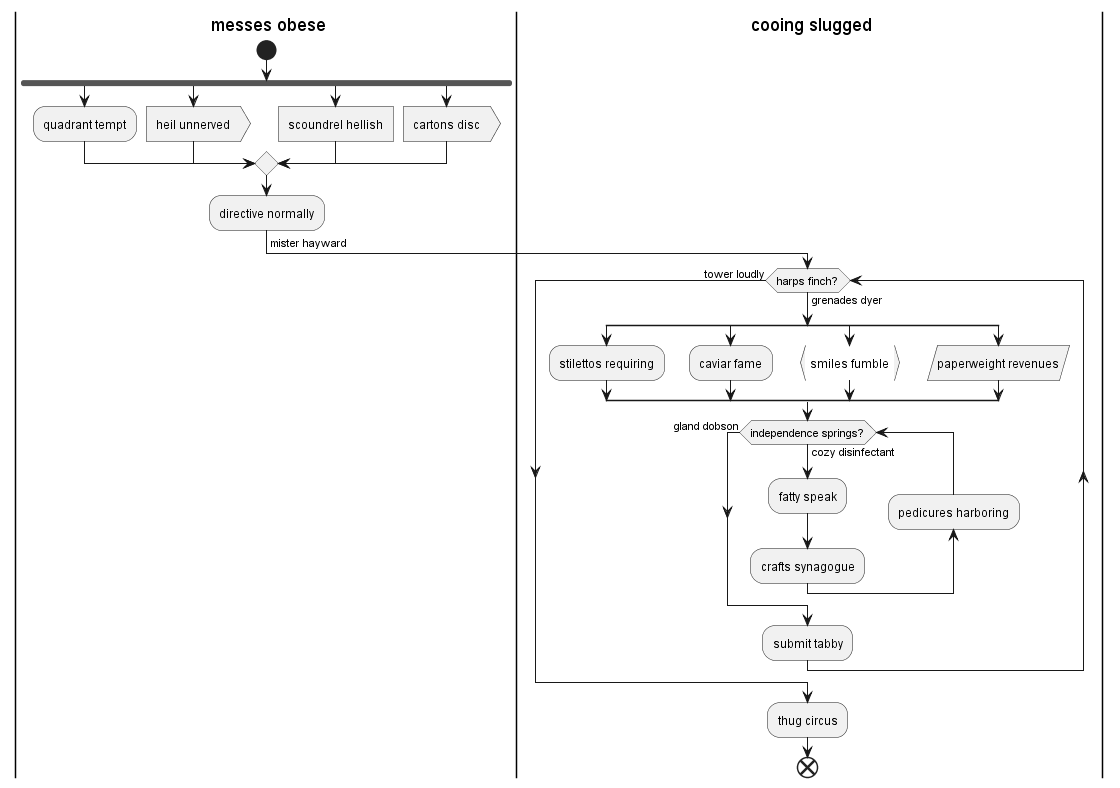 messes obese
cooing slugged
quadrant tempt
heil unnerved
scoundrel hellish
cartons disc
directive normally
mister hayward
tower loudly
harps finch?
grenades dyer
stilettos requiring
caviar fame
smiles fumble
paperweight revenues
gland dobson
independence springs?
cozy disinfectant
fatty speak
pedicures harboring
crafts synagogue
submit tabby
thug circus